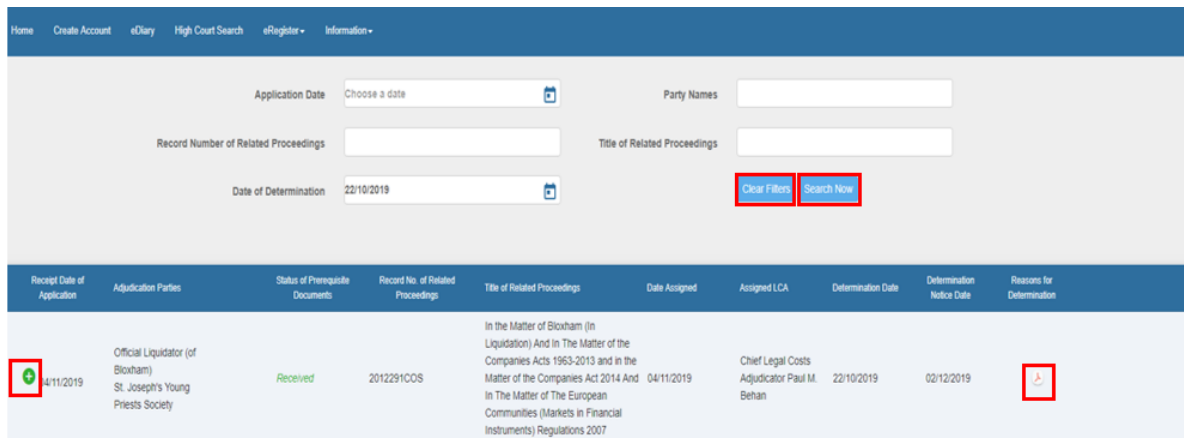 Home Create Account eDiary High Court Search eRegister Information
Application Date Choose a date Party Names
Record Number of Related Proceedings Title of Related Proceedings
Date of Determination 22/10/2019 Clear Filters Search Now
Receipt Date of Application Adjudication Parties Status of Prerequisite Documents Record No. of Related Proceedings Title of Related Proceedings Date Assigned Assigned LCA Determination Date Determination Notice Date Reasons for Determination
04/11/2019
Official Liquidator (of
Bloxham)
St. Joseph's Young
Priests Society
Received
2012291COS
In the Matter of Bloxham (In
Liquidation) And In The Matter of the
Companies Acts 1963-2013 and in the
Matter of the Companies Act 2014 And
In The Matter of The European
Communities (Markets in Financial
Instruments) Regulations 2007
04/11/2019
Chief Legal Costs
Adjudicator Paul M.
Behan
22/10/2019
02/12/2019